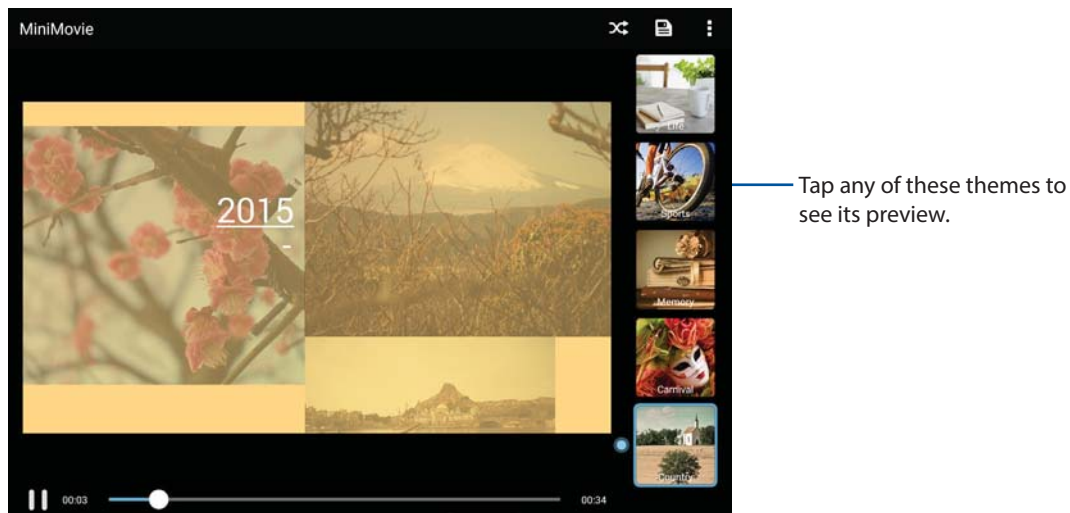 MiniMovie
Life
Sports
2015
-
Tap any of these themes to
see its preview.
Memory
Carnival
Country
00:03
00:34